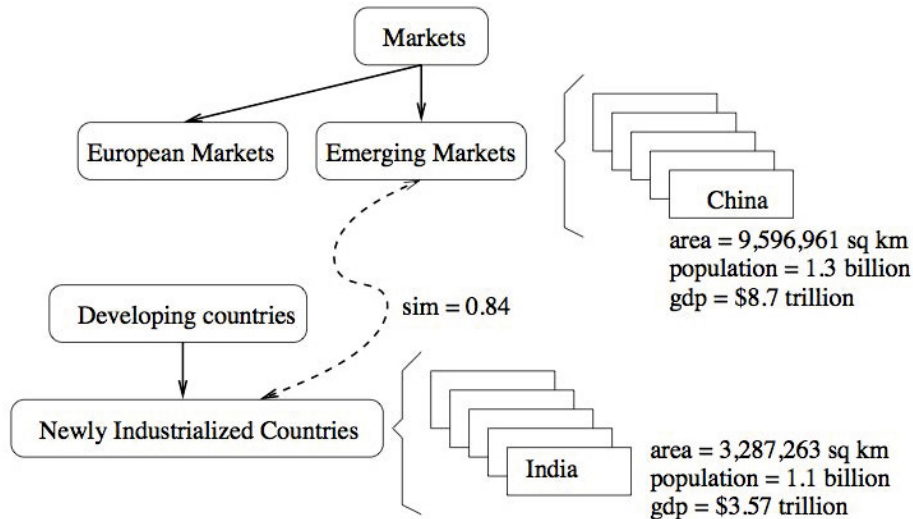 Markets
European Markets
Emerging Markets
China
area = 9,596,961 sq km
population = 1.3 billion
gdp = $8.7 trillion
sim = 0.84
Developing countries
Newly Industrialized Countries
India
area = 3,287,263 sq km
population = 1.1 billion
gdp = $3.57 trillion